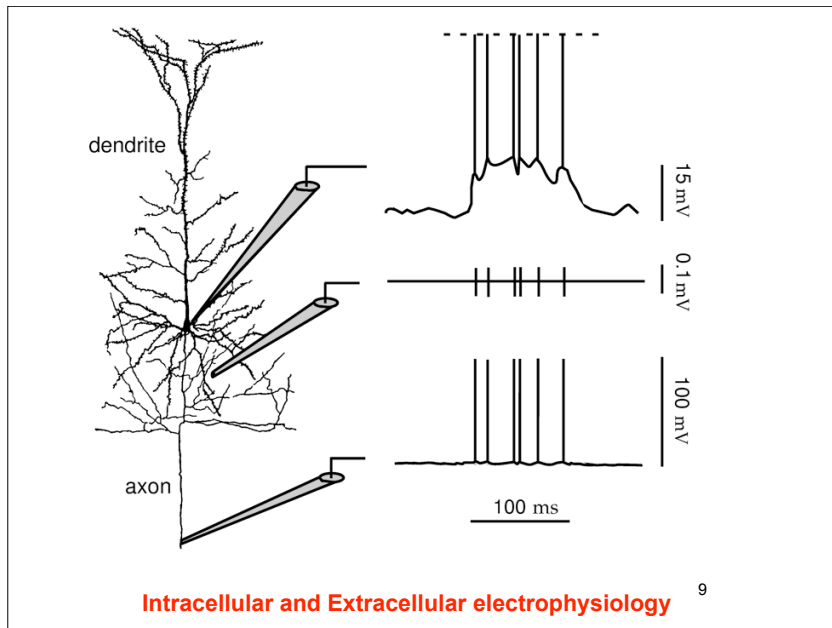 dendrite
15 mV
0.1 mV
100 mV
axon
100 ms
Intracellular and Extracellular electrophysiology
9